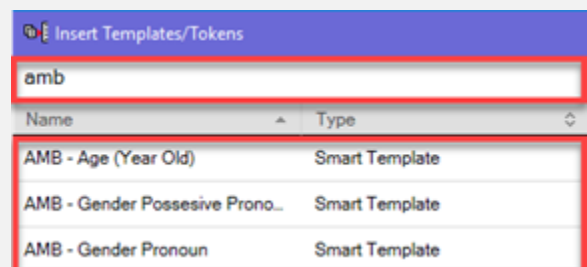 Insert Templates/Tokens
amb
Name Type
AMB - Age (Year Old) Smart Template
AMB - Gender Possesive Prono... Smart Template
AMB - Gender Pronoun Smart Template